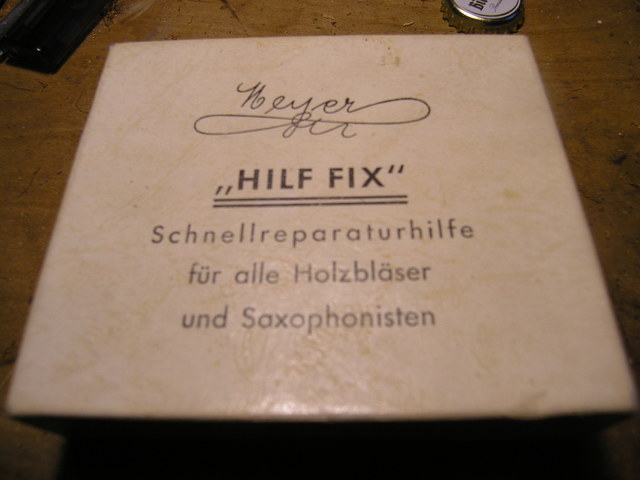 Meyer
„HILF FIX“
Schnellreparaturhilfe
für alle Holzbläser
und Saxophonisten